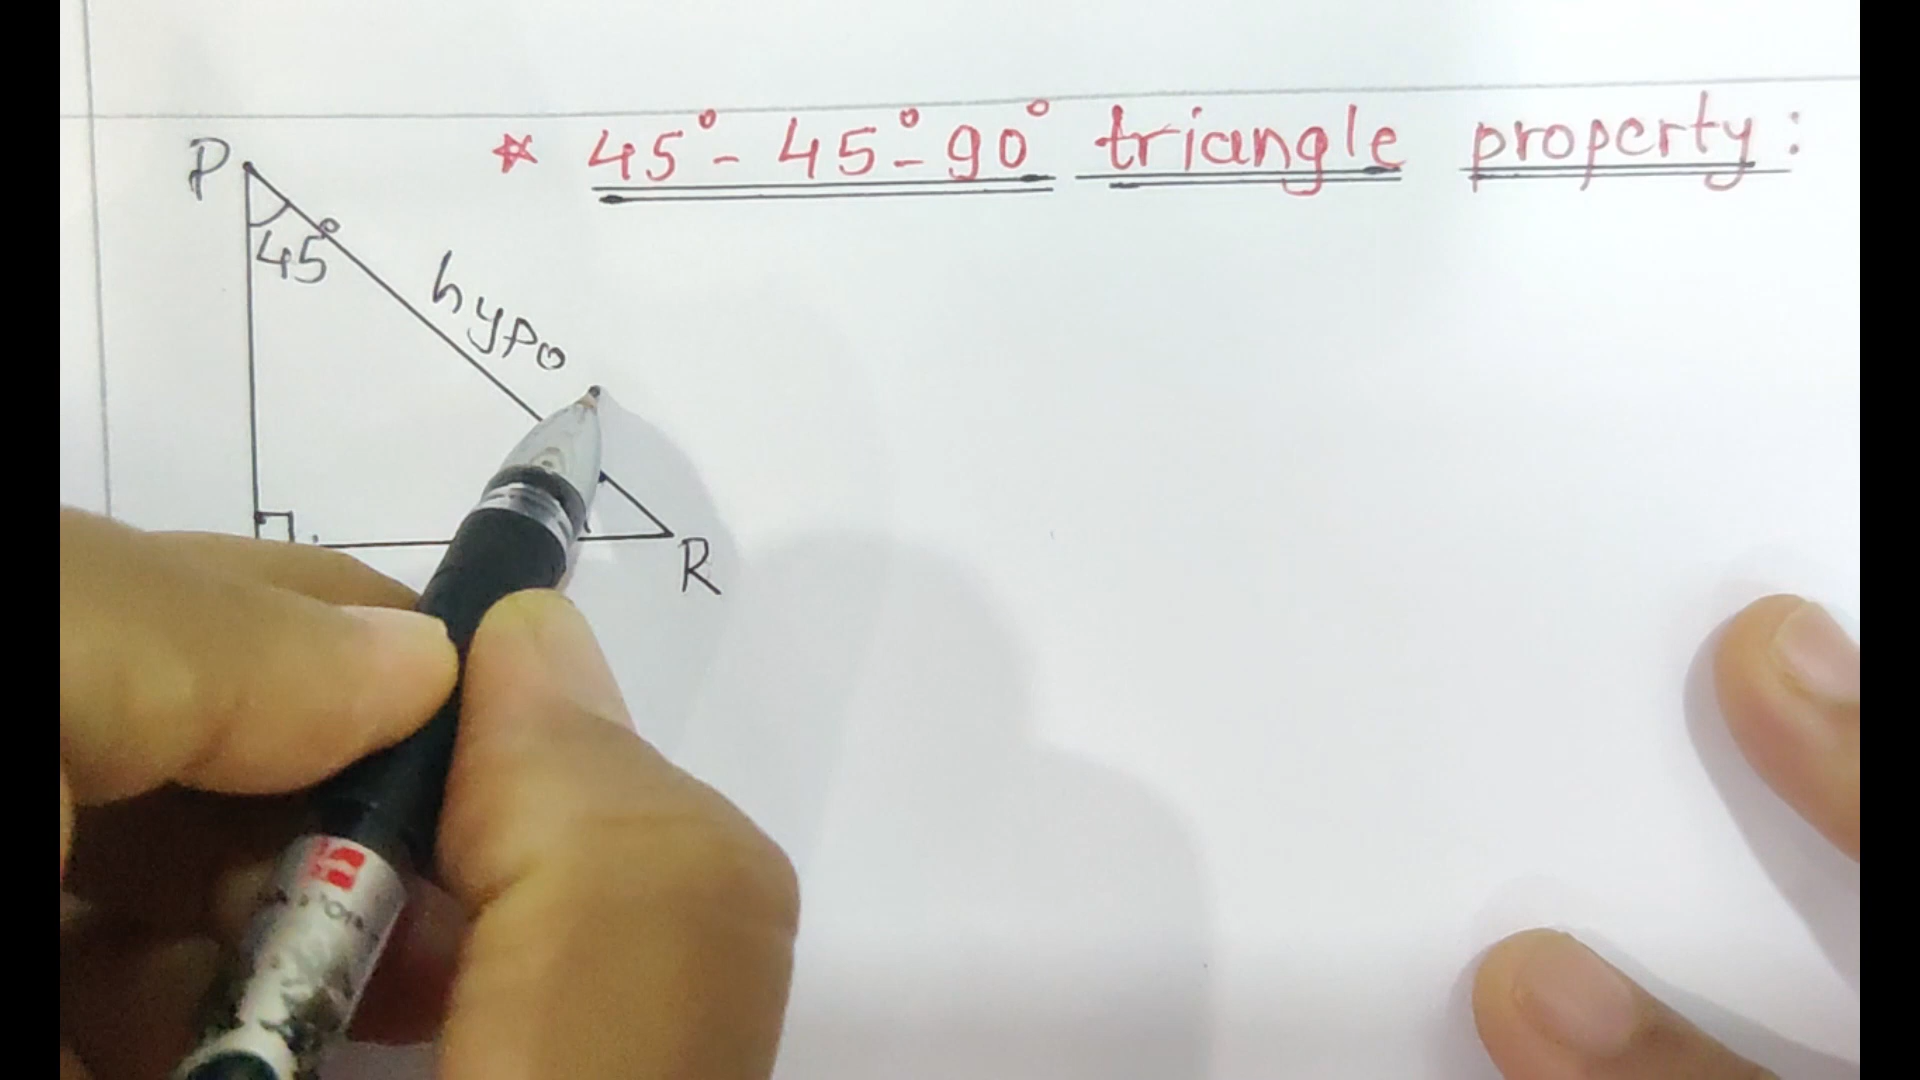 * 45° - 45° - 90° triangle property:
P
45°
hypo
R